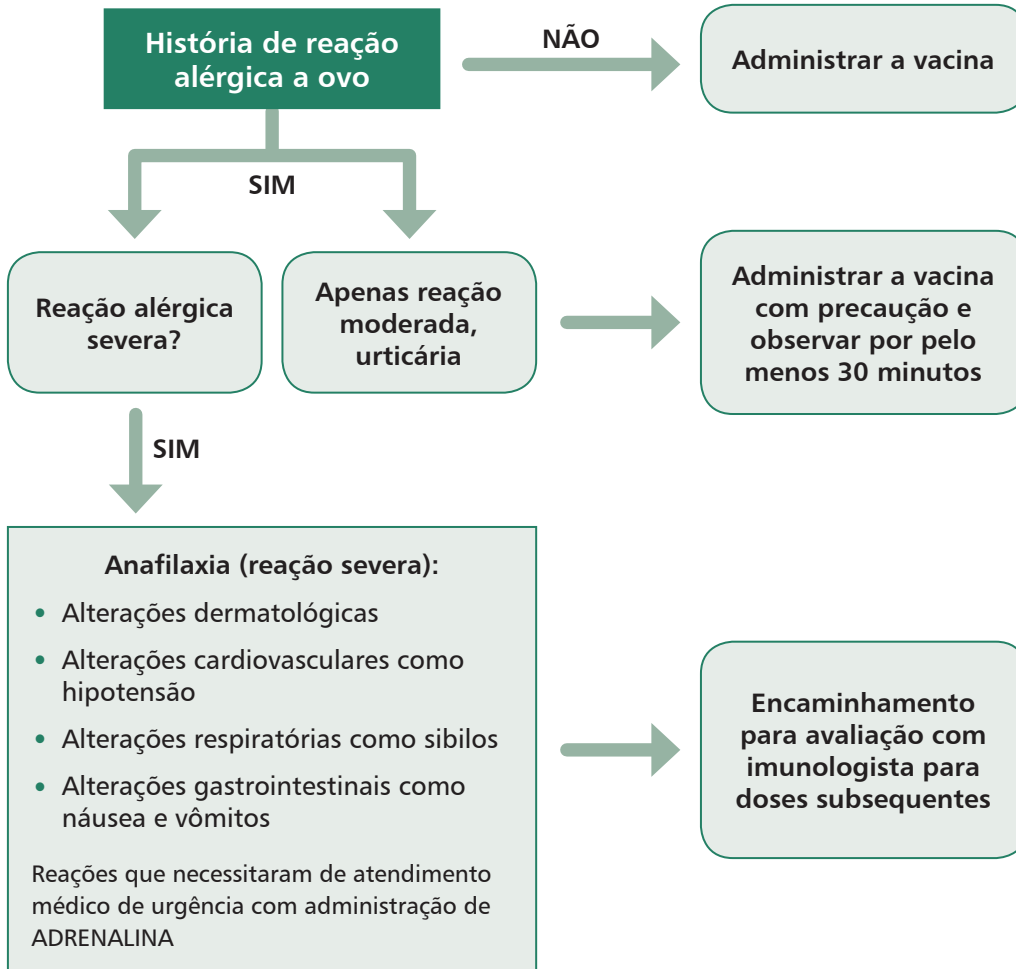 História de reação
alérgica a ovo
NÃO
Administrar a vacina
SIM
Reação alérgica
severa?
Apenas reação
moderada,
urticária
Administrar a vacina
com precaução e
observar por pelo
menos 30 minutos
SIM
Anafilaxia (reação severa):
• Alterações dermatológicas
• Alterações cardiovasculares como
hipotensão
• Alterações respiratórias como sibilos
• Alterações gastrointestinais como
náusea e vômitos
Reações que necessitaram de atendimento
médico de urgência com administração de
ADRENALINA
Encaminhamento
para avaliação com
imunologista para
doses subsequentes